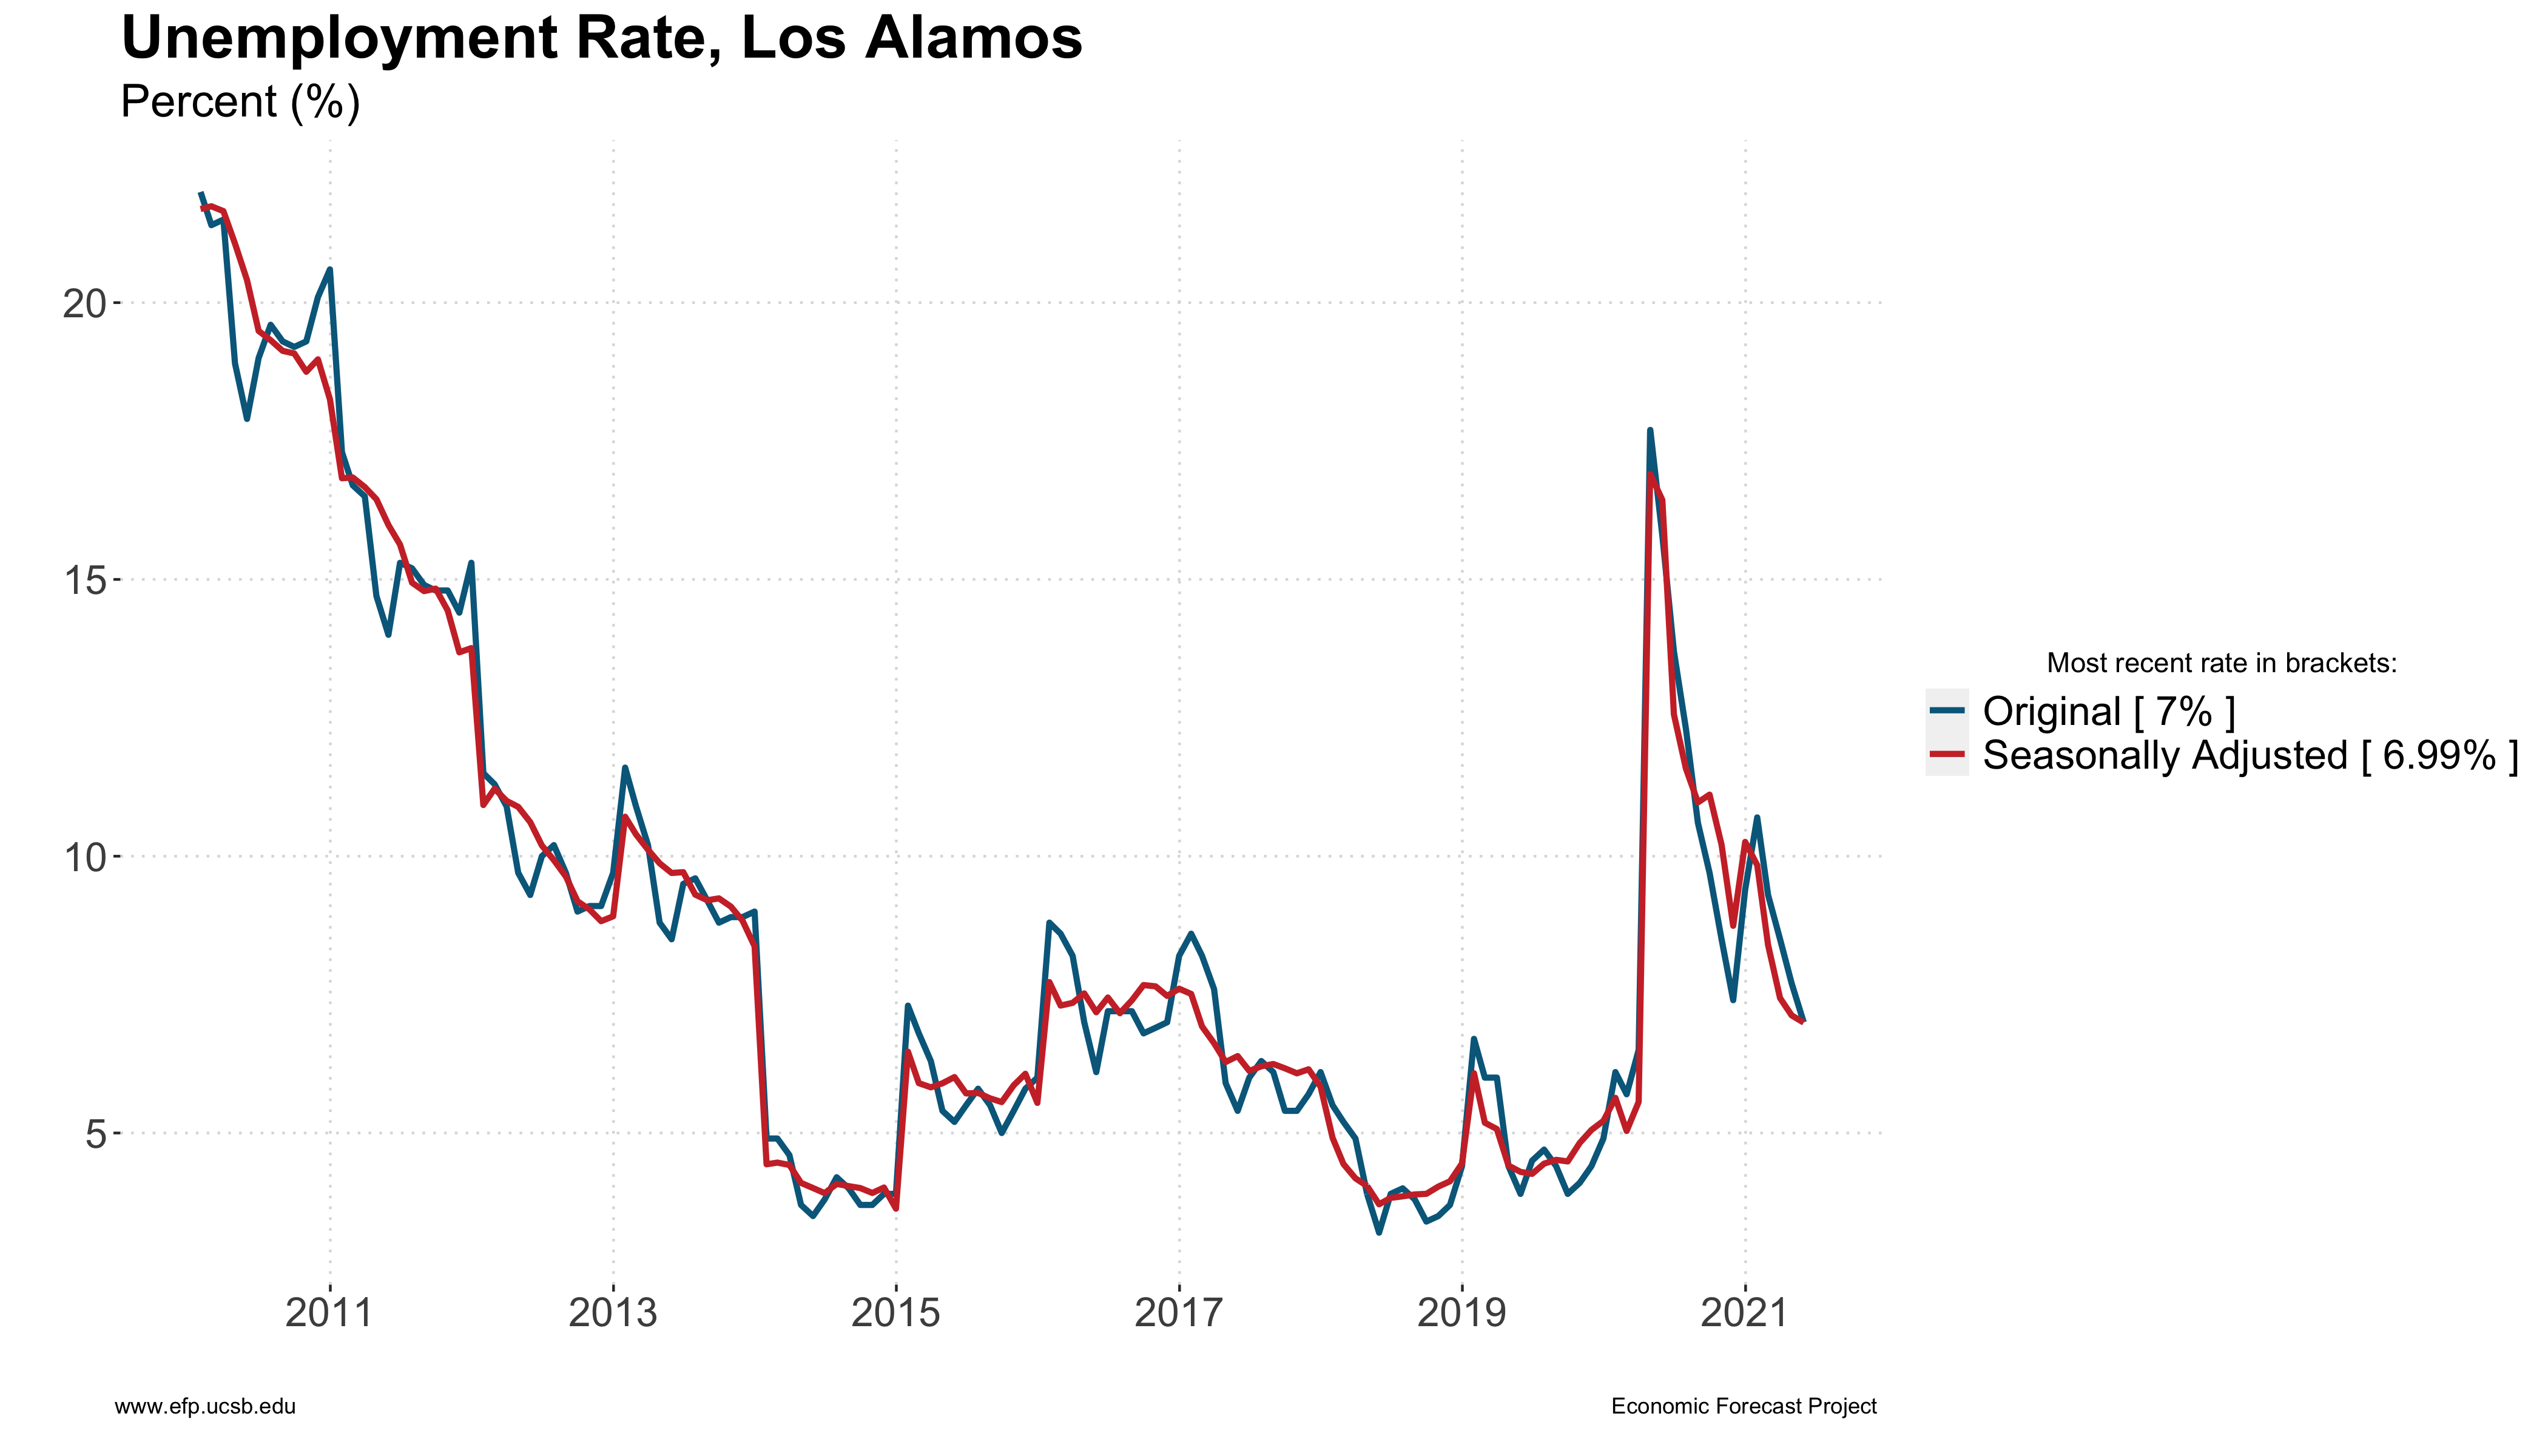 Unemployment Rate, Los Alamos
Percent (%)
20
15
10
5
2011 2013 2015 2017 2019 2021
Most recent rate in brackets:
Original [ 7% ]
Seasonally Adjusted [ 6.99% ]
www.efp.ucsb.edu
Economic Forecast Project